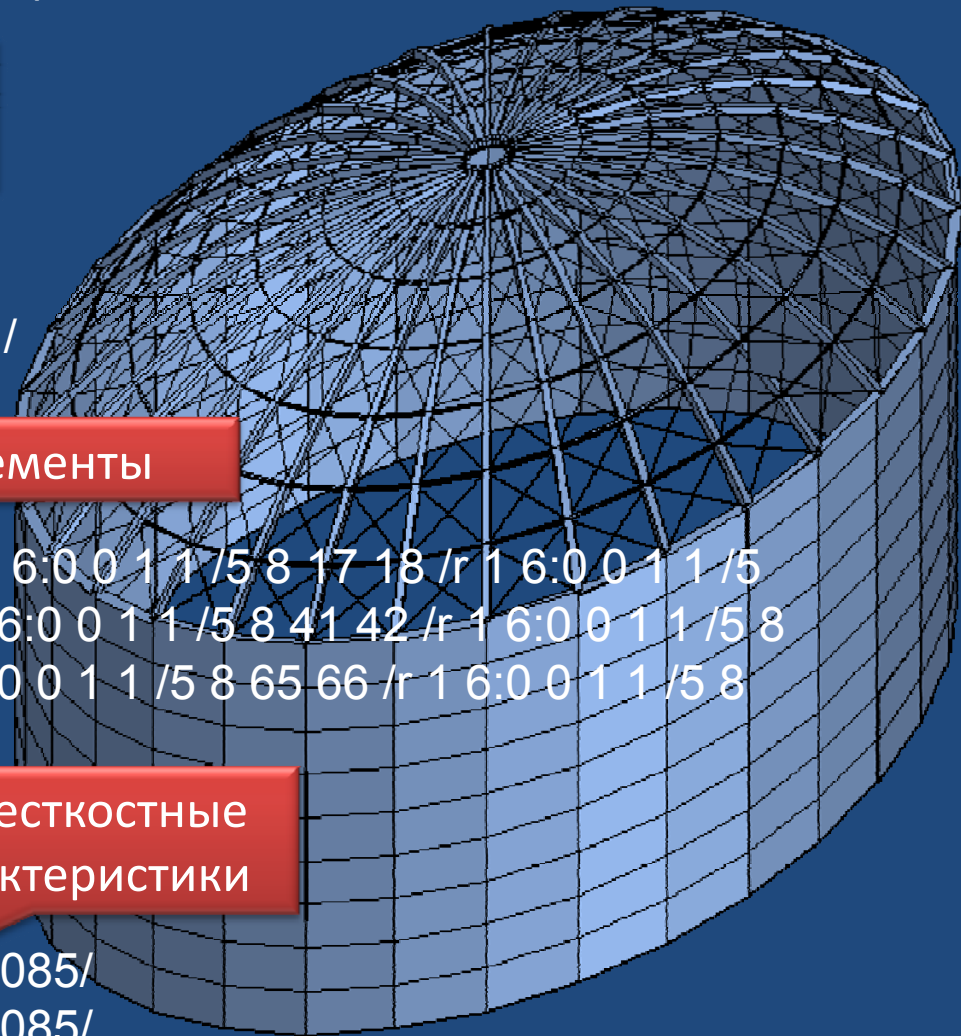 /
ементы
6:0 0 1 1 /5 8 17 18 /r 1 6:0 0 1 1 /5
6:0 0 1 1 /5 8 41 42 /r 1 6:0 0 1 1 /5 8
0 0 1 1 /5 8 65 66 /r 1 6:0 0 1 1 /5 8
есткостные
ктеристики
085/
085/